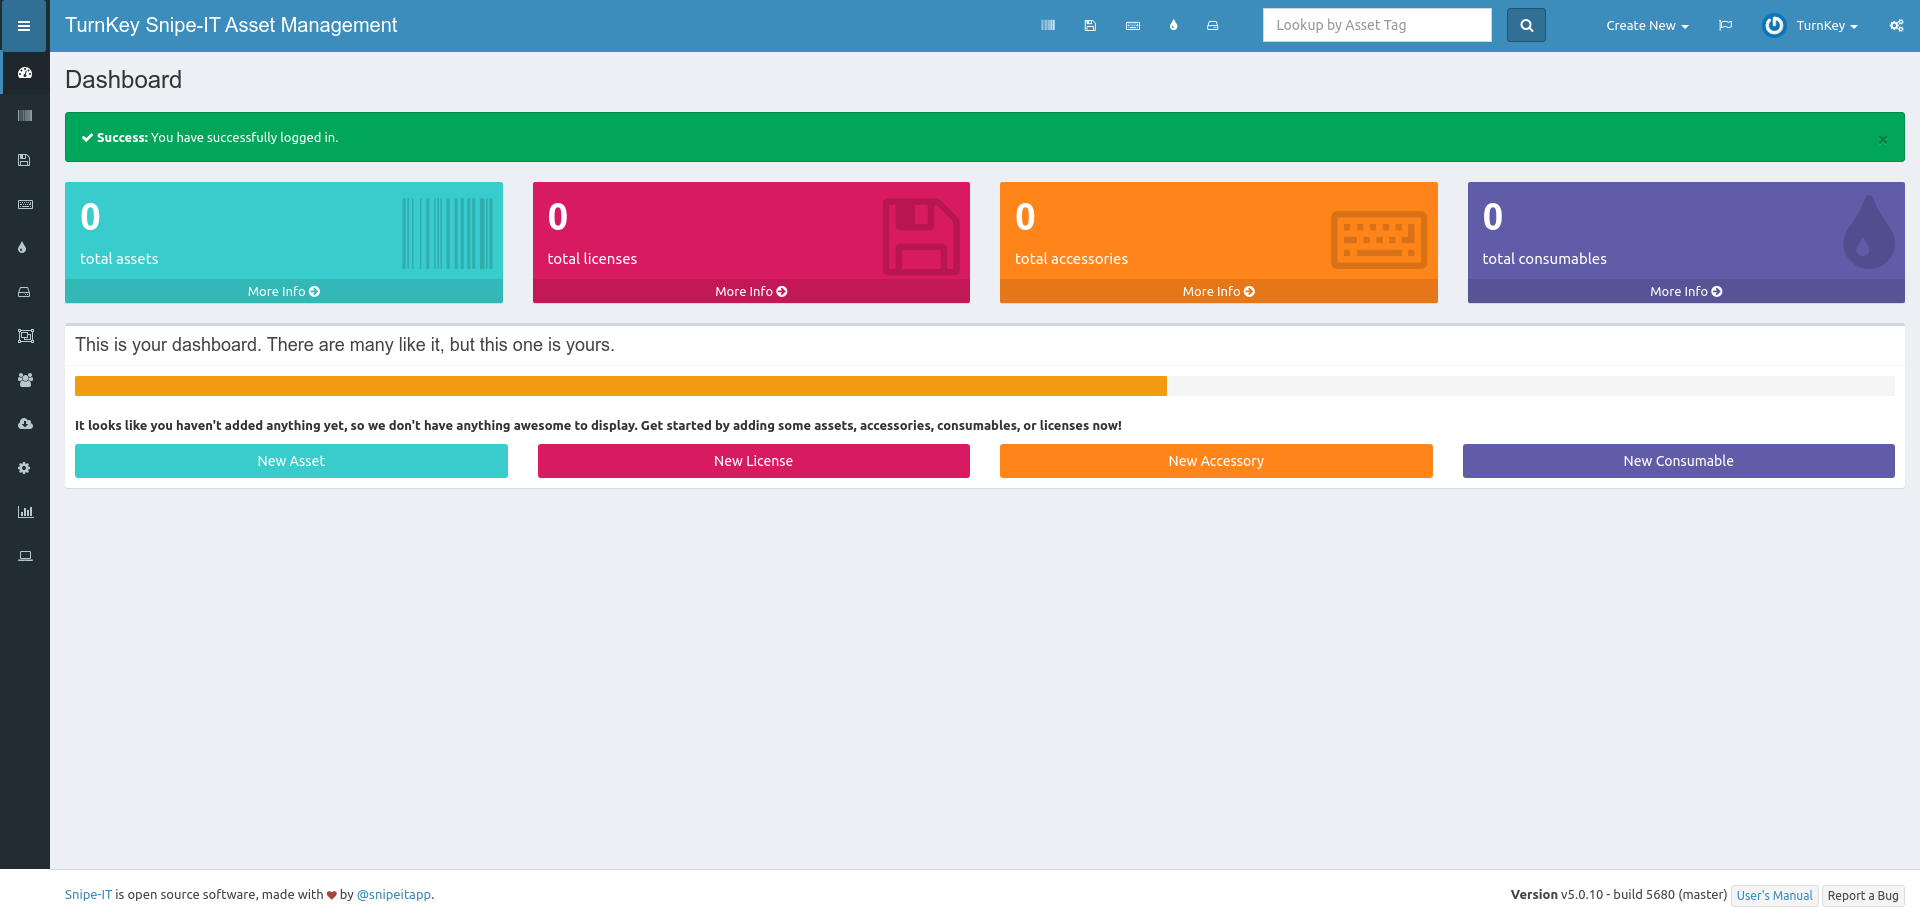 TurnKey Snipe-IT Asset Management
Lookup by Asset Tag
Create New
TurnKey
Dashboard
Success: You have successfully logged in.
×
0
total assets
More Info
0
total licenses
More Info
0
total accessories
More Info
0
total consumables
More Info
This is your dashboard. There are many like it, but this one is yours.
It looks like you haven't added anything yet, so we don't have anything awesome to display. Get started by adding some assets, accessories, consumables, or licenses now!
New Asset
New License
New Accessory
New Consumable
Snipe-IT is open source software, made with ♥ by @snipeitapp.
Version v5.0.10 - build 5680 (master)
User's Manual
Report a Bug